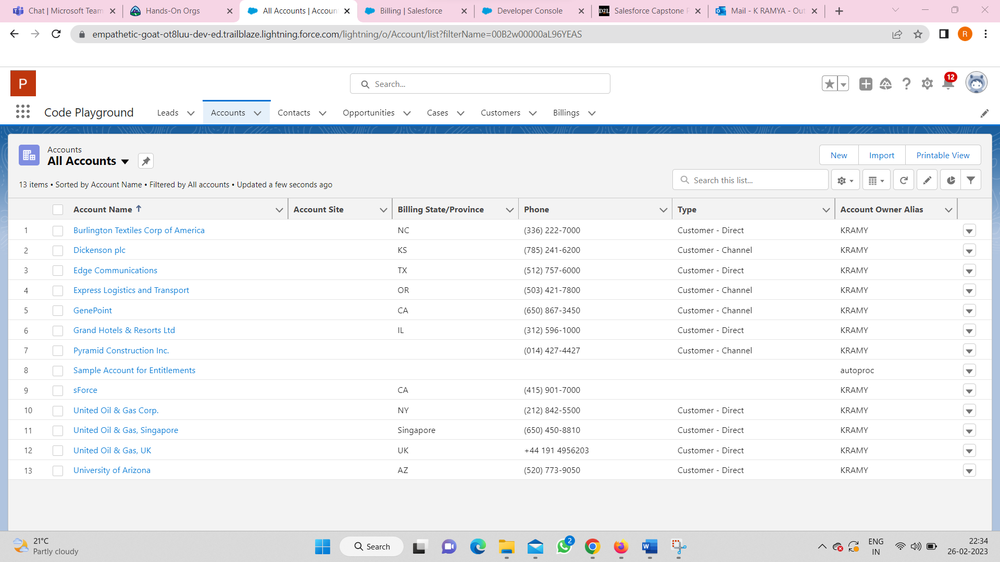 Chat | Microsoft Team
Hands-On Orgs
All Accounts | Accoun
Billing | Salesforce
Developer Console
D2L
Salesforce Capstone P
Mail - K RAMYA - Out
empathetic-goat-ot8luu-dev-ed.trailblaze.lightning.force.com/lightning/o/Account/list?filterName=00B2w00000aL96YEAS
R
P
Search...
12
Code Playground
Leads
Accounts
Contacts
Opportunities
Cases
Customers
Billings
Accounts
All Accounts
New
Import
Printable View
13 items • Sorted by Account Name • Filtered by All accounts • Updated a few seconds ago
Search this list...
Account Name ↑ Account Site Billing State/Province Phone Type Account Owner Alias
1 Burlington Textiles Corp of America NC (336) 222-7000 Customer - Direct KRAMY
2 Dickenson plc KS (785) 241-6200 Customer - Channel KRAMY
3 Edge Communications TX (512) 757-6000 Customer - Direct KRAMY
4 Express Logistics and Transport OR (503) 421-7800 Customer - Channel KRAMY
5 GenePoint CA (650) 867-3450 Customer - Channel KRAMY
6 Grand Hotels & Resorts Ltd IL (312) 596-1000 Customer - Direct KRAMY
7 Pyramid Construction Inc. (014) 427-4427 Customer - Channel KRAMY
8 Sample Account for Entitlements autoproc
9 sForce CA (415) 901-7000 KRAMY
10 United Oil & Gas Corp. NY (212) 842-5500 Customer - Direct KRAMY
11 United Oil & Gas, Singapore Singapore (650) 450-8810 Customer - Direct KRAMY
12 United Oil & Gas, UK UK +44 191 4956203 Customer - Direct KRAMY
13 University of Arizona AZ (520) 773-9050 Customer - Direct KRAMY
21°C
Partly cloudy
Search
2
W
ENG
IN
22:34
26-02-2023